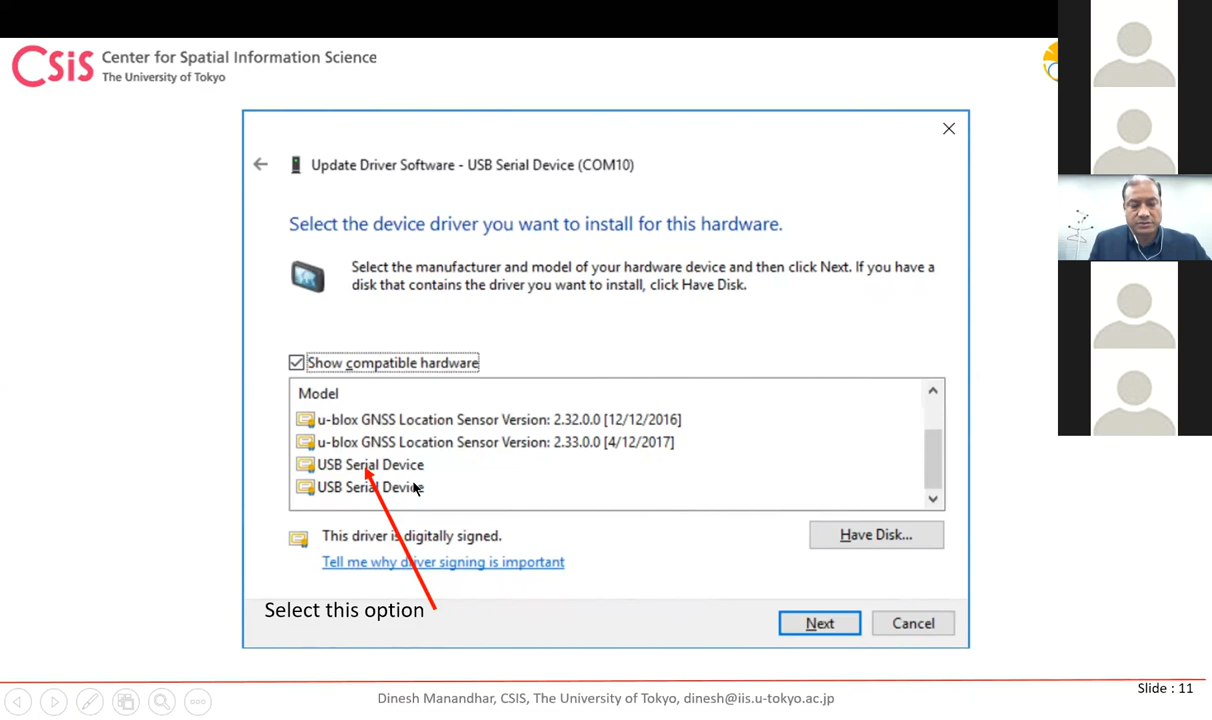 CSiS Center for Spatial Information Science
The University of Tokyo
Update Driver Software - USB Serial Device (COM10)
Select the device driver you want to install for this hardware.
Select the manufacturer and model of your hardware device and then click Next. If you have a
disk that contains the driver you want to install, click Have Disk.
Show compatible hardware
Model
u-blox GNSS Location Sensor Version: 2.32.0.0 [12/12/2016]
u-blox GNSS Location Sensor Version: 2.33.0.0 [4/12/2017]
USB Serial Device
USB Serial Device
This driver is digitally signed.
Have Disk...
Tell me why driver signing is important
Select this option
Next
Cancel
Dinesh Manandhar, CSIS, The University of Tokyo, dinesh@iis.u-tokyo.ac.jp
Slide : 11